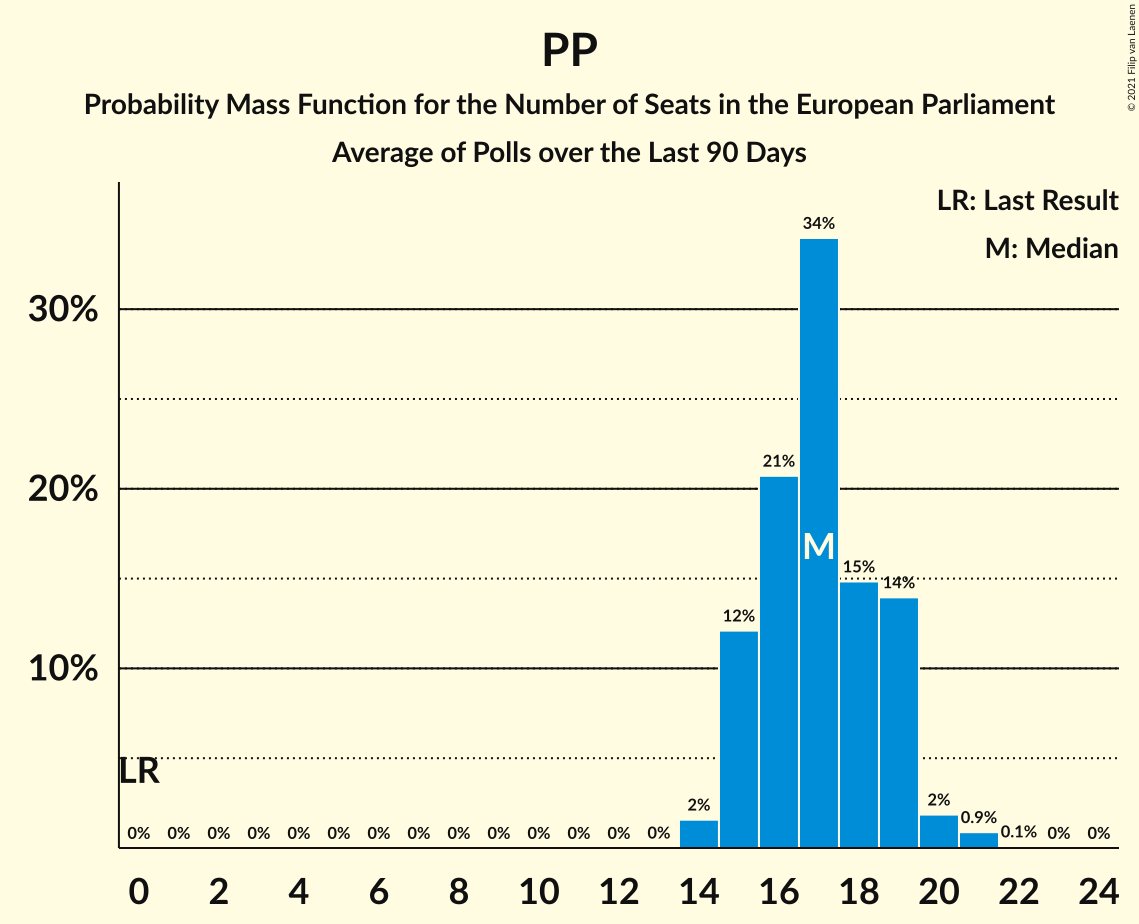 PP
Probability Mass Function for the Number of Seats in the European Parliament
Average of Polls over the Last 90 Days
© 2021 Filip van Laenen
LR: Last Result
M: Median
34%
30%
21%
20%
M
15%
14%
12%
10%
LR
2%
2%
0.9%
0% 0% 0% 0% 0% 0% 0% 0% 0% 0% 0% 0% 0% 0% 0.1% 0% 0%
0 2 4 6 8 10 12 14 16 18 20 22 24